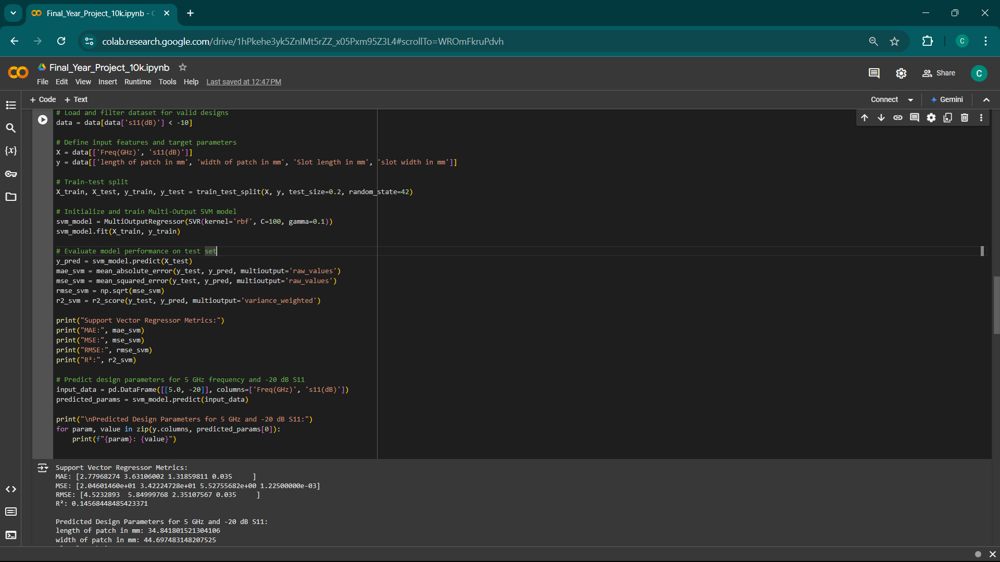 Final_Year_Project_10k.ipynb - C
colab.research.google.com/drive/1hPkehe3yk5ZnIMt5rZZ_x05Pxm95Z3L4#scrollTo=WROmFkruPdvh
C
Final_Year_Project_10k.ipynb
File Edit View Insert Runtime Tools Help Last saved at 12:47 PM
Share
C
+ Code + Text
Connect
Gemini
# Load and filter dataset for valid designs
data = data[data['s11(dB)'] < -10]
# Define input features and target parameters
X = data[['Freq(GHz)', 's11(dB)']]
y = data[['length of patch in mm', 'width of patch in mm', 'Slot length in mm', 'slot width in mm']]
# Train-test split
X_train, X_test, y_train, y_test = train_test_split(X, y, test_size=0.2, random_state=42)
# Initialize and train Multi-Output SVM model
svm_model = MultiOutputRegressor(SVR(kernel='rbf', C=100, gamma=0.1))
svm_model.fit(X_train, y_train)
# Evaluate model performance on test set
y_pred = svm_model.predict(X_test)
mae_svm = mean_absolute_error(y_test, y_pred, multioutput='raw_values')
mse_svm = mean_squared_error(y_test, y_pred, multioutput='raw_values')
rmse_svm = np.sqrt(mse_svm)
r2_svm = r2_score(y_test, y_pred, multioutput='variance_weighted')
print("Support Vector Regressor Metrics:")
print("MAE:", mae_svm)
print("MSE:", mse_svm)
print("RMSE:", rmse_svm)
print("R²:", r2_svm)
# Predict design parameters for 5 GHz frequency and -20 dB S11
input_data = pd.DataFrame([[5.0, -20]], columns=['Freq(GHz)', 's11(dB)'])
predicted_params = svm_model.predict(input_data)
print("\nPredicted Design Parameters for 5 GHz and -20 dB S11:")
for param, value in zip(y.columns, predicted_params[0]):
    print(f"{param}: {value}")
Support Vector Regressor Metrics:
MAE: [2.77968274 3.63106002 1.31859811 0.035     ]
MSE: [2.04601460e+01 3.42224728e+01 5.52755682e+00 1.22500000e-03]
RMSE: [4.5232893  5.84999768 2.35107567 0.035     ]
R²: 0.14568448485423371
Predicted Design Parameters for 5 GHz and -20 dB S11:
length of patch in mm: 34.841801521304106
width of patch in mm: 44.697483148207525